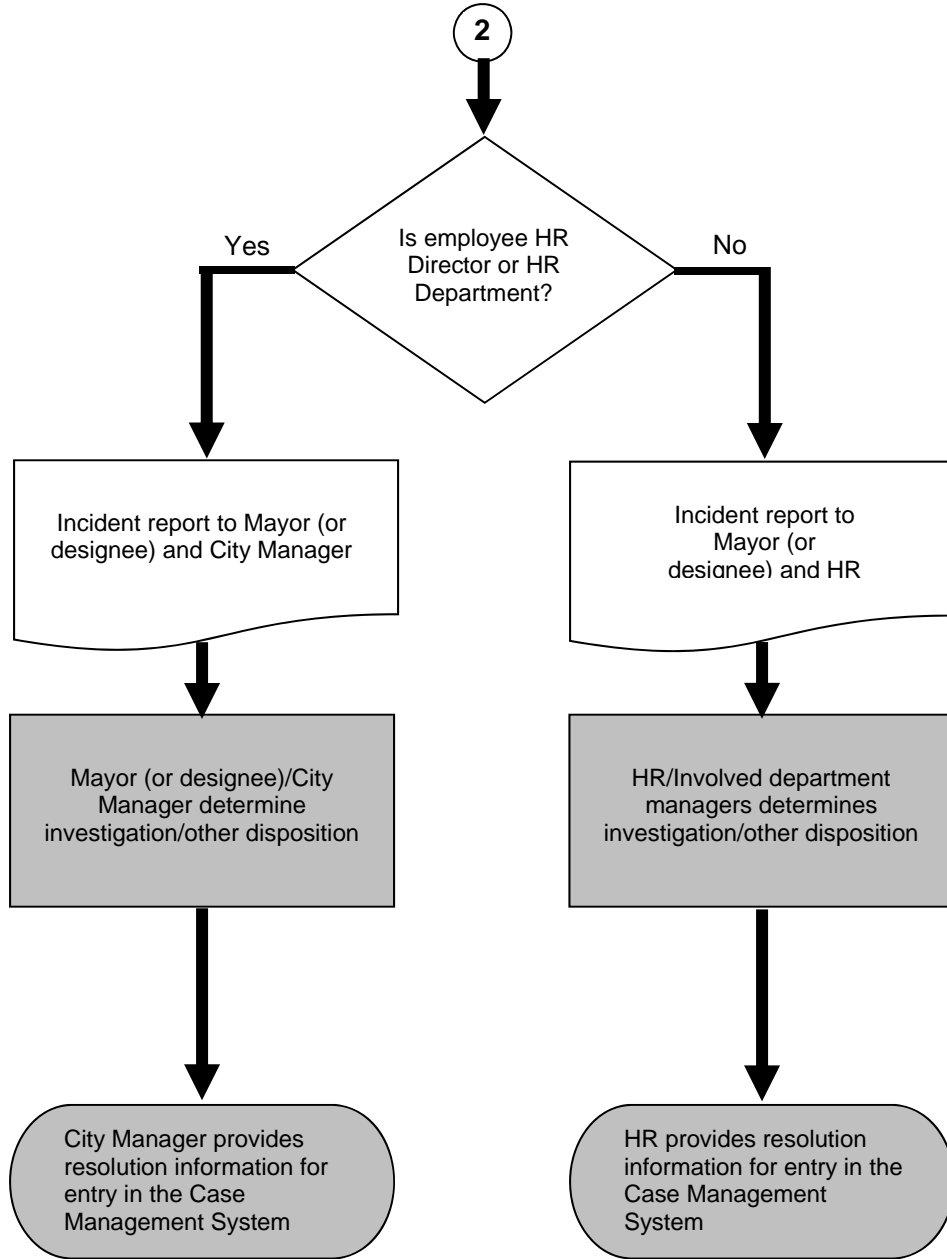 2
Is employee HR
Director or HR
Department?
Yes
No
Incident report to Mayor (or
designee) and City Manager
Incident report to
Mayor (or
designee) and HR
Mayor (or designee)/City
Manager determine
investigation/other disposition
HR/Involved department
managers determines
investigation/other disposition
City Manager provides
resolution information for
entry in the Case
Management System
HR provides resolution
information for entry in the
Case Management
System